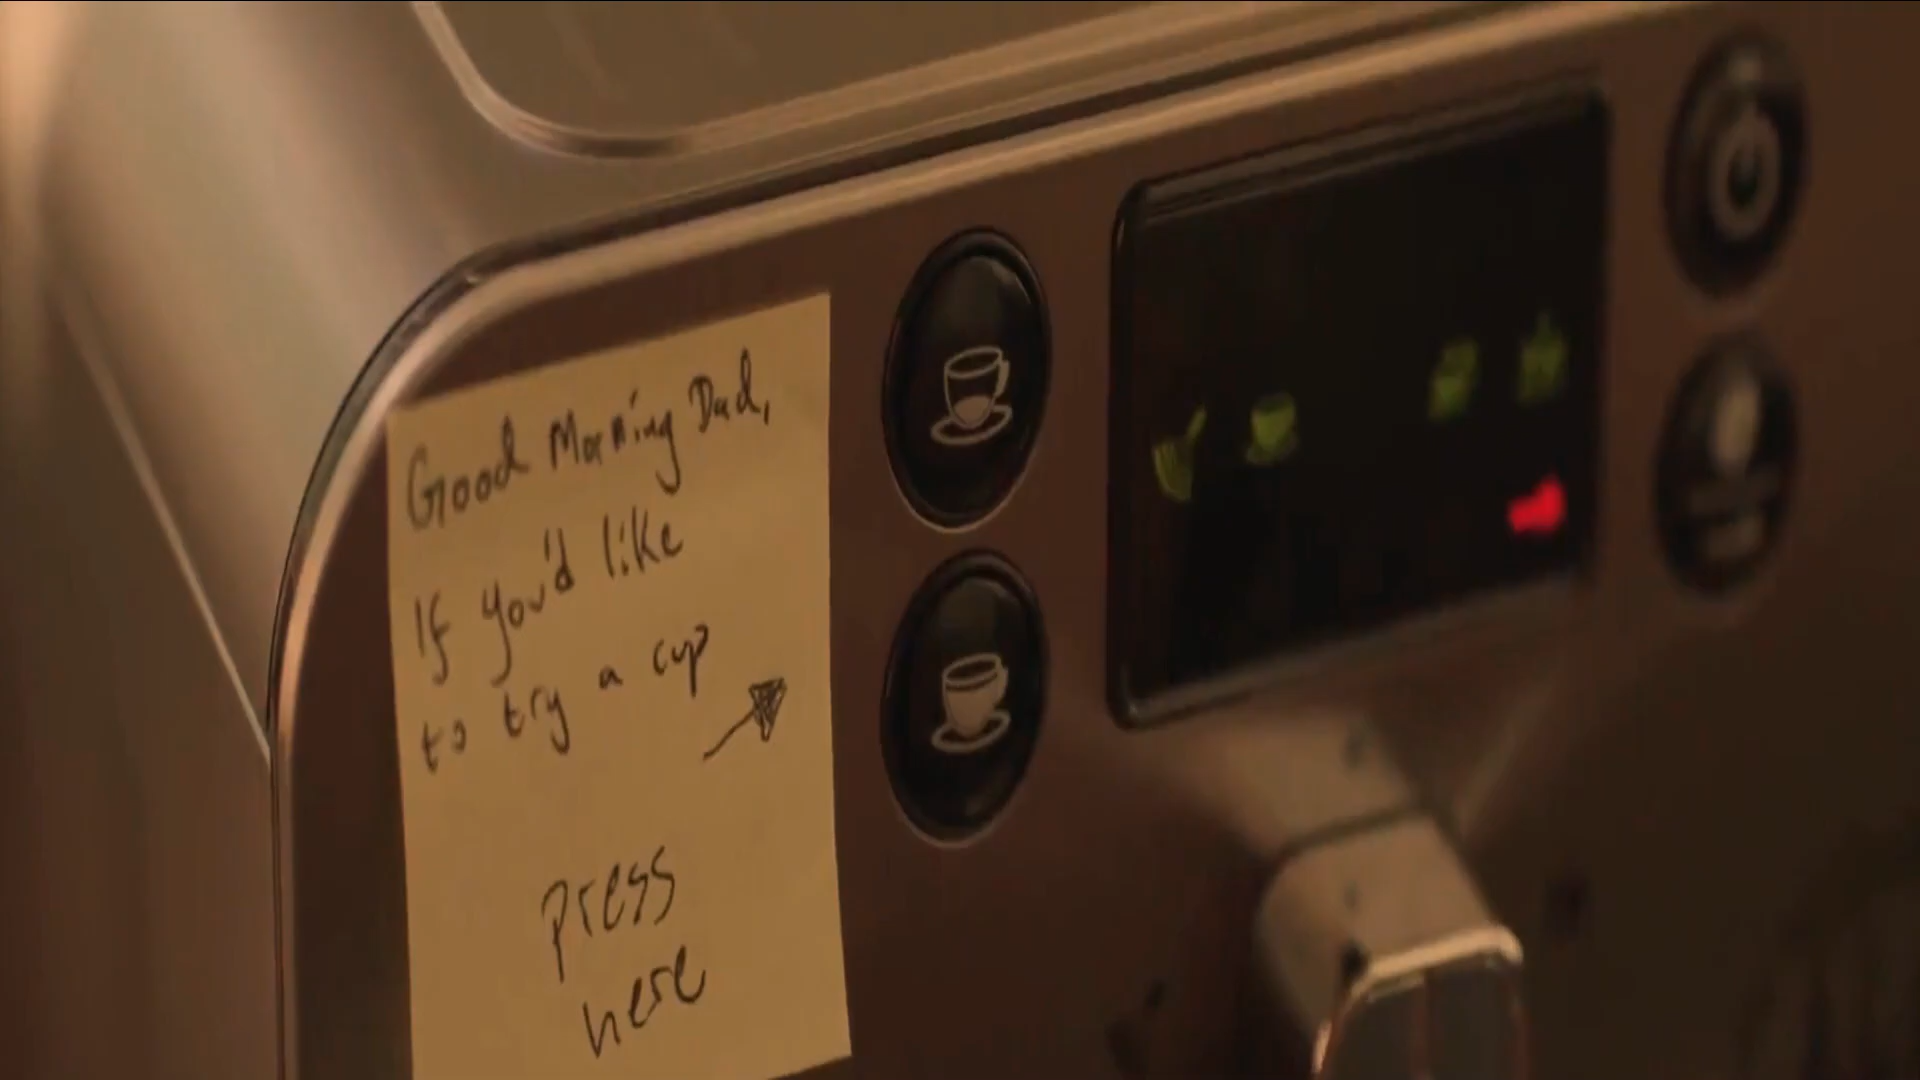 Good Morning Dad,
If you'd like
to try a cup
press
here